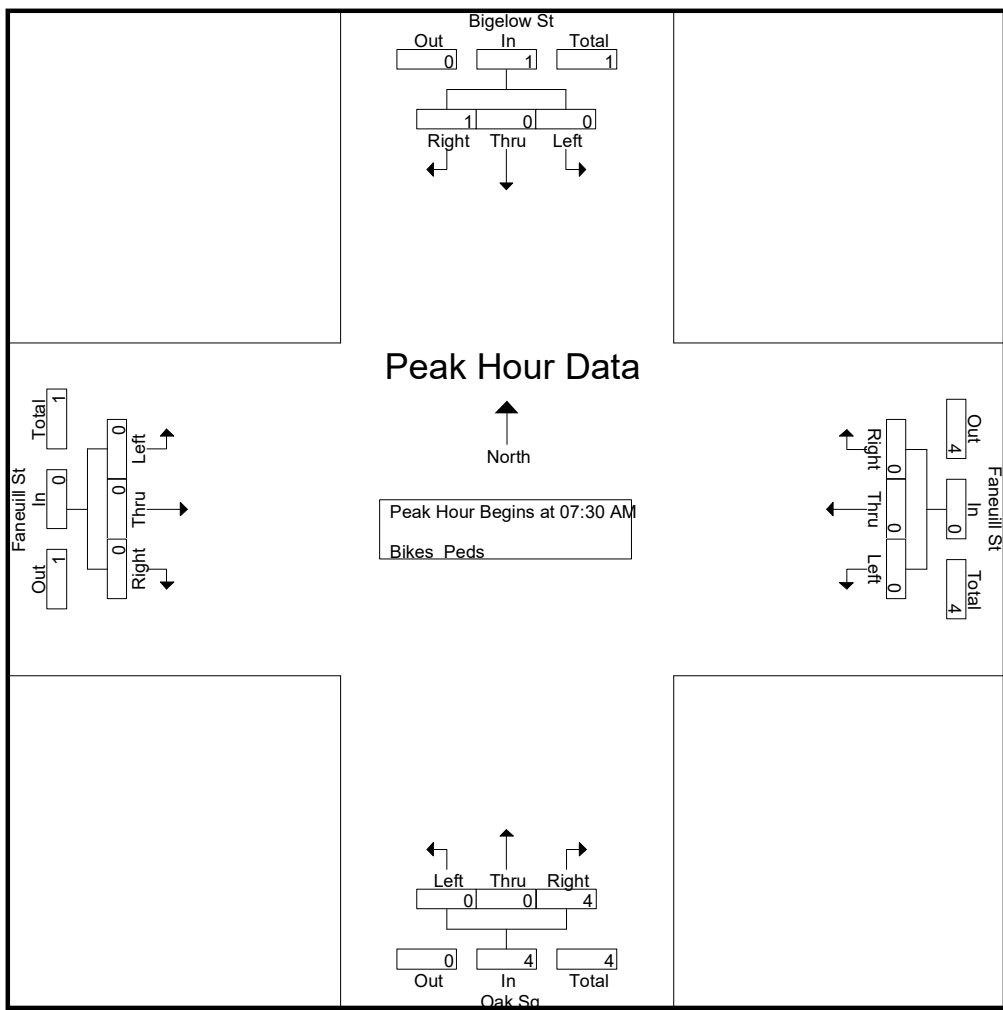 Bigelow St
Out In Total
0 1 1
1 0 0
Right Thru Left
Peak Hour Data
North
Peak Hour Begins at 07:30 AM
Bikes Peds
Faneuill St
Total In Out
1 0 1
0 0 0
Left Thru Right
Right Thru Left
0 0 0
Out In Total
4 0 4
Faneuill St
Left Thru Right
0 0 4
0 4 4
Out In Total
Oak Sq